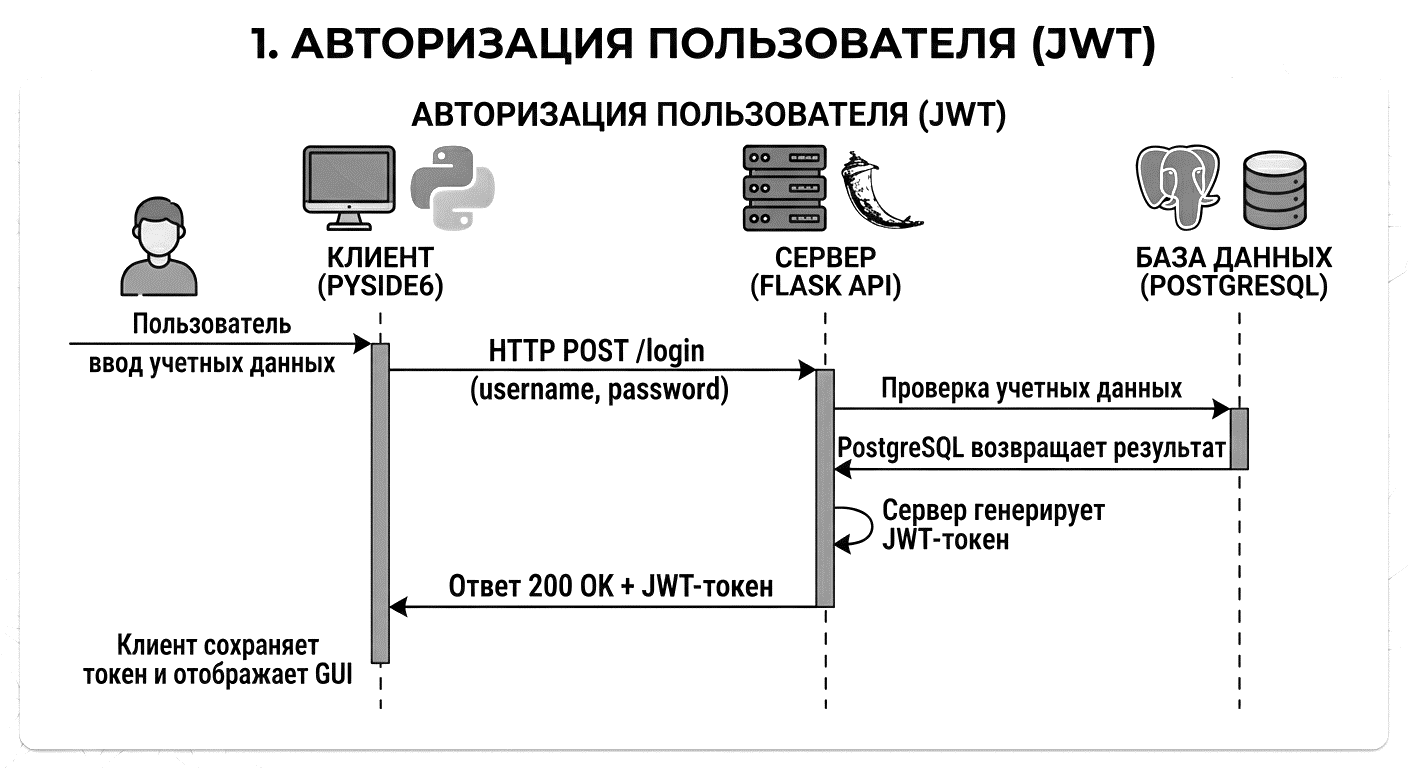 1. АВТОРИЗАЦИЯ ПОЛЬЗОВАТЕЛЯ (JWT)
АВТОРИЗАЦИЯ ПОЛЬЗОВАТЕЛЯ (JWT)
КЛИЕНТ
(PYSIDE6)
СЕРВЕР
(FLASK API)
БАЗА ДАННЫХ
(POSTGRESQL)
Пользователь
ввод учетных данных
HTTP POST /login
(username, password)
Проверка учетных данных
PostgreSQL возвращает результат
Сервер генерирует
JWT-токен
Ответ 200 OK + JWT-токен
Клиент сохраняет
токен и отображает GUI